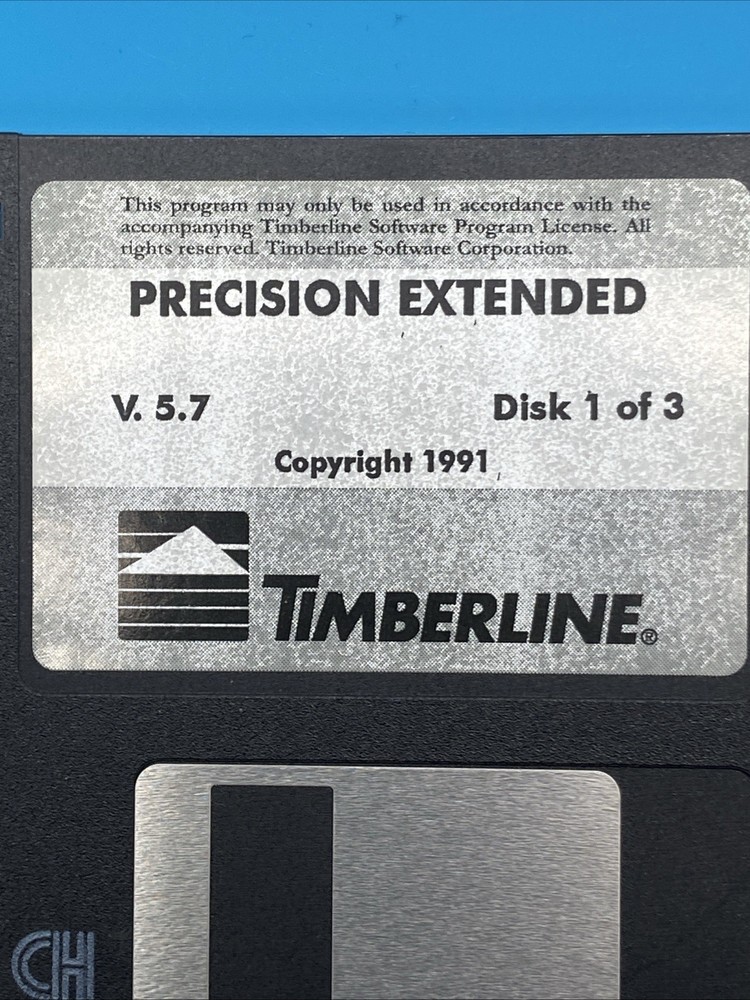 This program may only be used in accordance with the
accompanying Timberline Software Program License. All
rights reserved. Timberline Software Corporation.
PRECISION EXTENDED
V. 5.7 Disk 1 of 3
Copyright 1991
TIMBERLINE®
CH